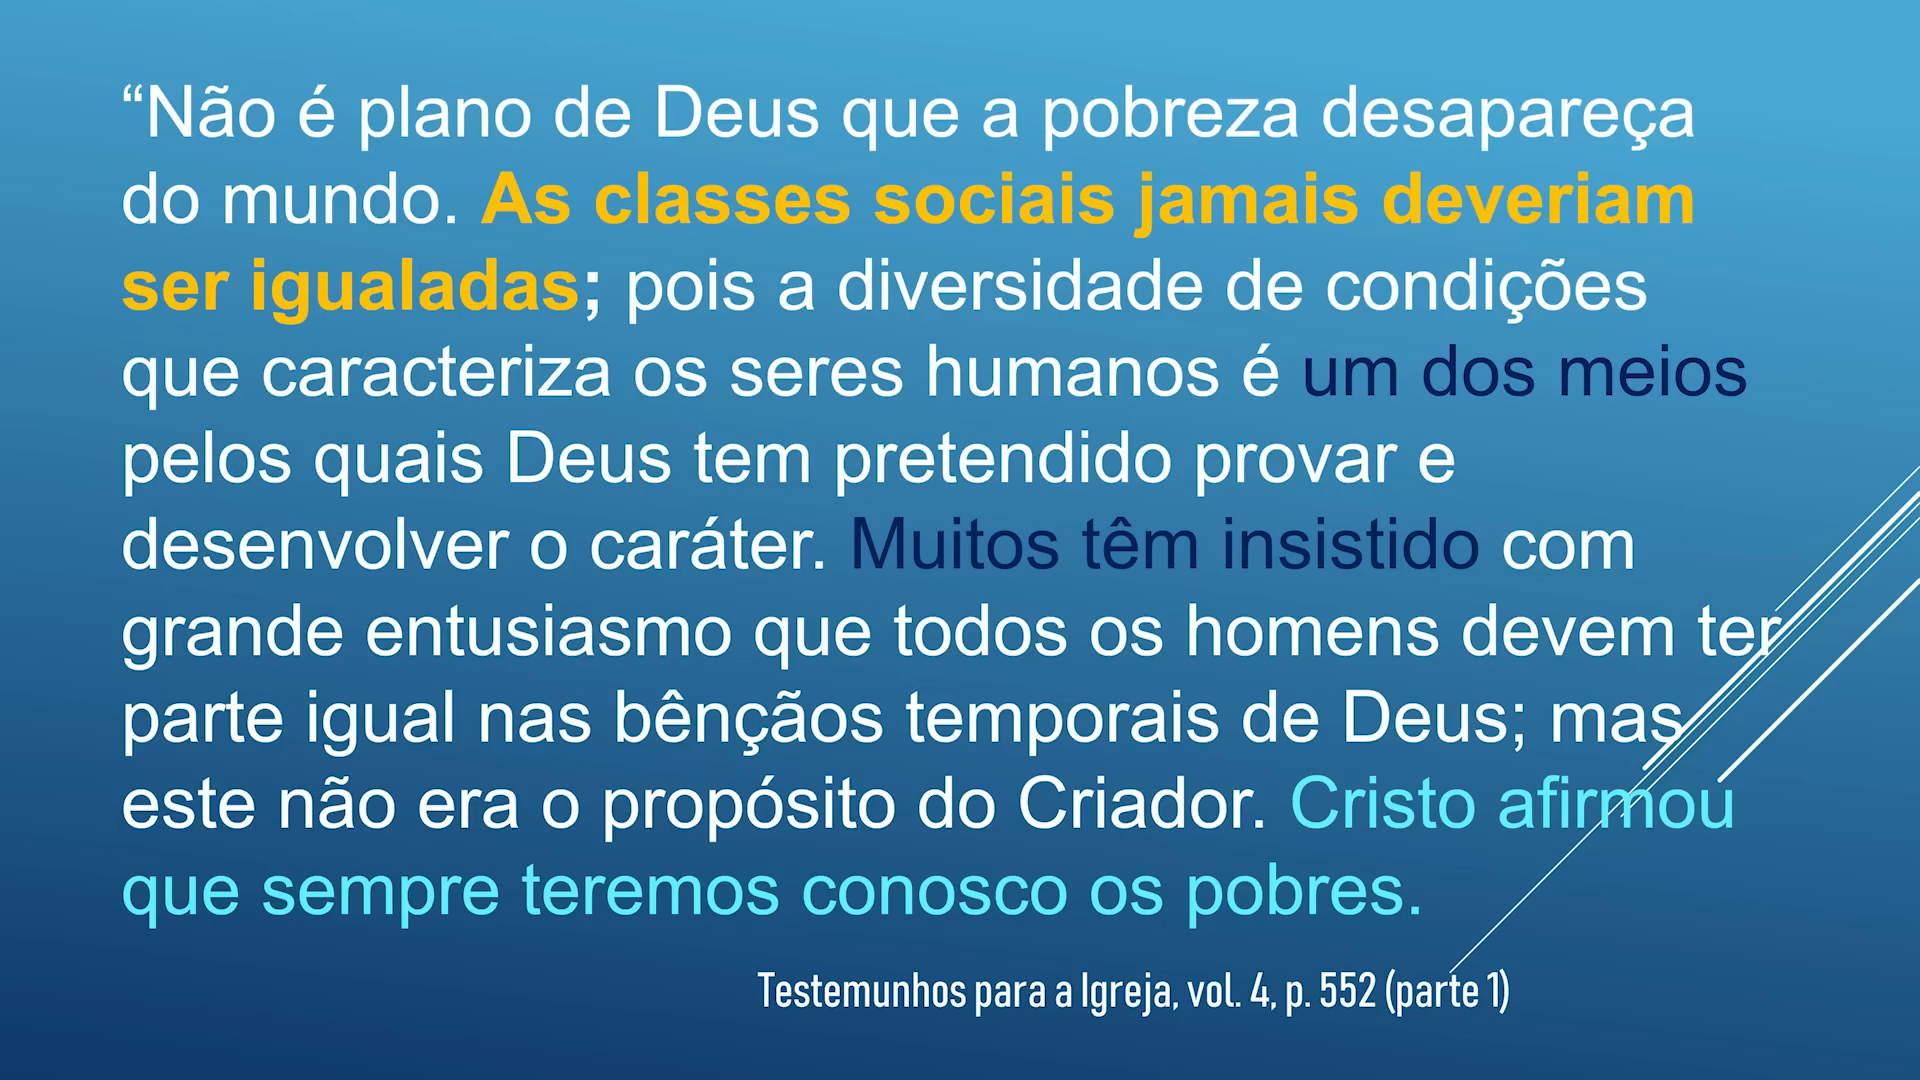 “Não é plano de Deus que a pobreza desapareça
do mundo. As classes sociais jamais deveriam
ser igualadas; pois a diversidade de condições
que caracteriza os seres humanos é um dos meios
pelos quais Deus tem pretendido provar e
desenvolver o caráter. Muitos têm insistido com
grande entusiasmo que todos os homens devem ter
parte igual nas bênçãos temporais de Deus; mas
este não era o propósito do Criador. Cristo afirmou
que sempre teremos conosco os pobres.
Testemunhos para a Igreja, vol. 4, p. 552 (parte 1)